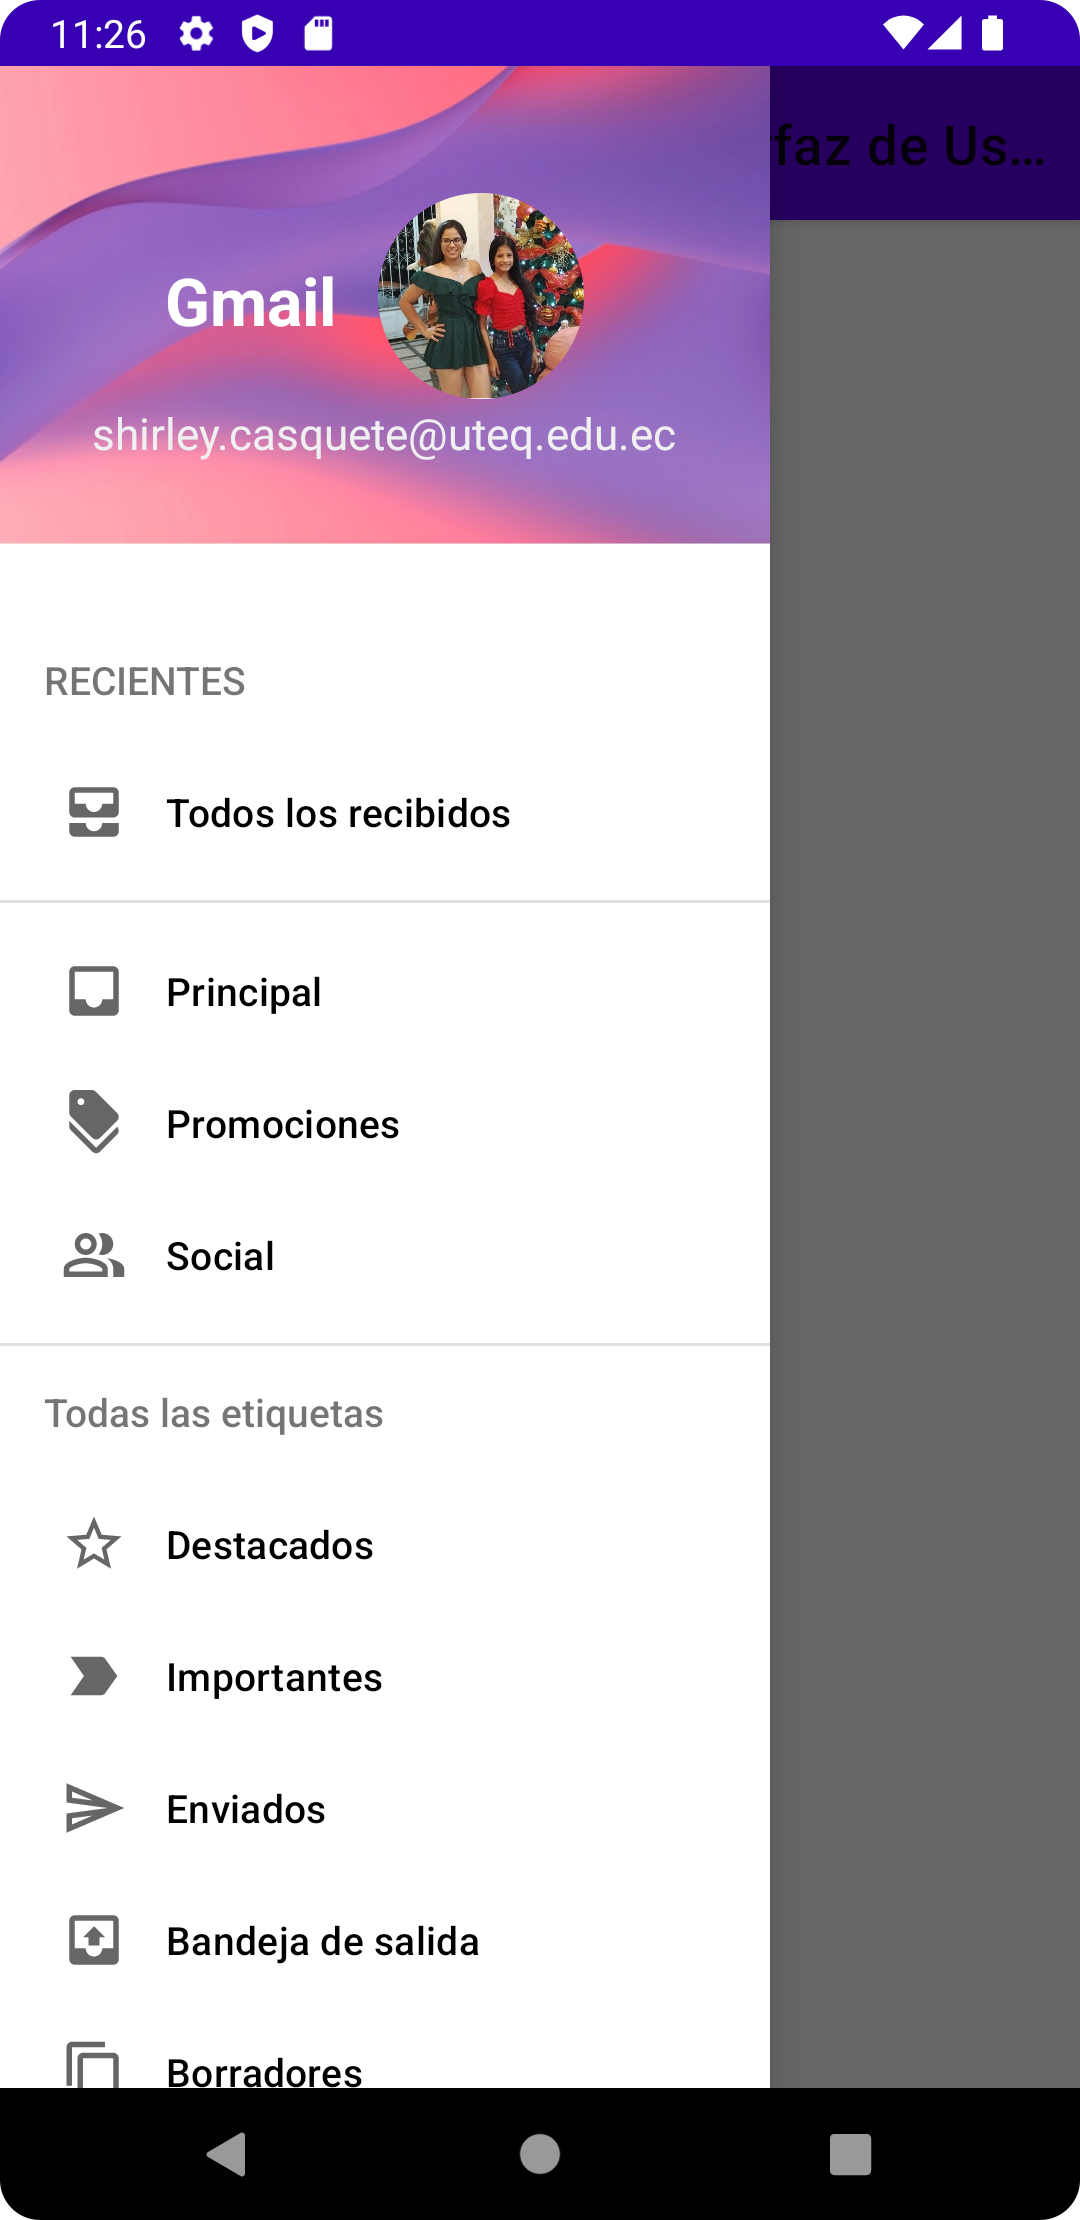 11:26
faz de Us...
Gmail
shirley.casquete@uteq.edu.ec
RECIENTES
Todos los recibidos
Principal
Promociones
Social
Todas las etiquetas
Destacados
Importantes
Enviados
Bandeja de salida
Borradores